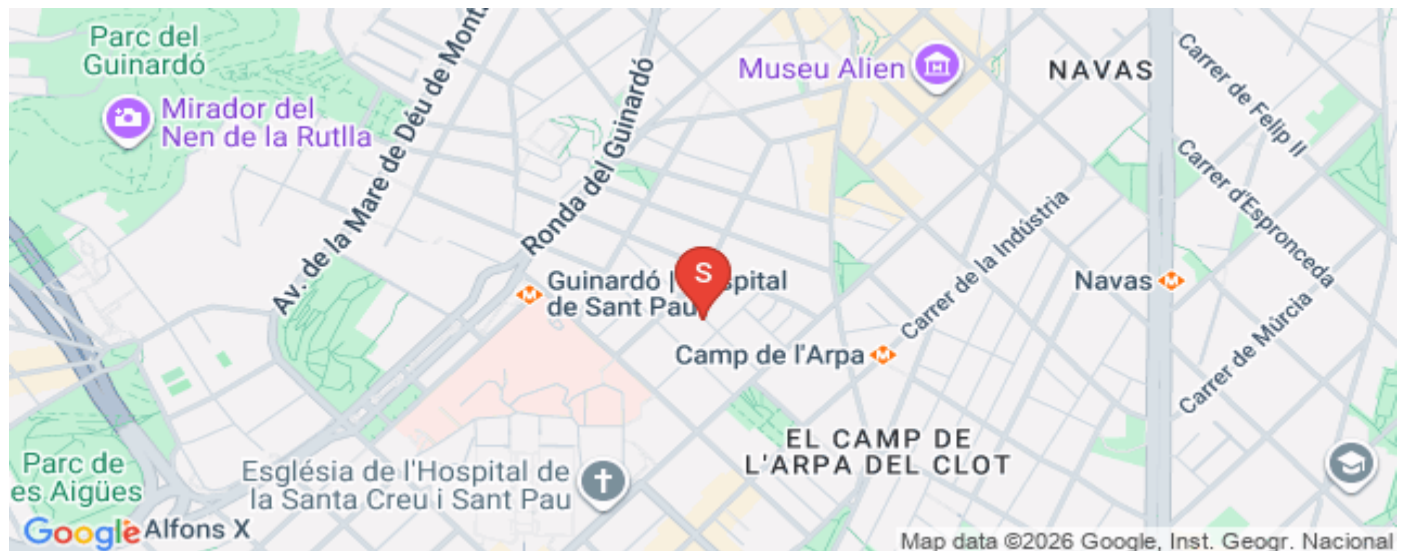 Parc del
Guinardó
Mirador del
Nen de la Rutlla
Av. de la Mare de Déu de Mont
Ronda del Guinardó
Museu Alien
NAVAS
Carrer de Felip II
Carrer d'Espronceda
Carrer de la Indústria
Navas
Carrer de Múrcia
S
Guinardó | Hospital
de Sant Pau
Camp de l'Arpa
EL CAMP DE
L'ARPA DEL CLOT
Església de l'Hospital de
la Santa Creu i Sant Pau
Parc de
es Aigües
Google
Alfons X
Map data ©2026 Google, Inst. Geogr. Nacional